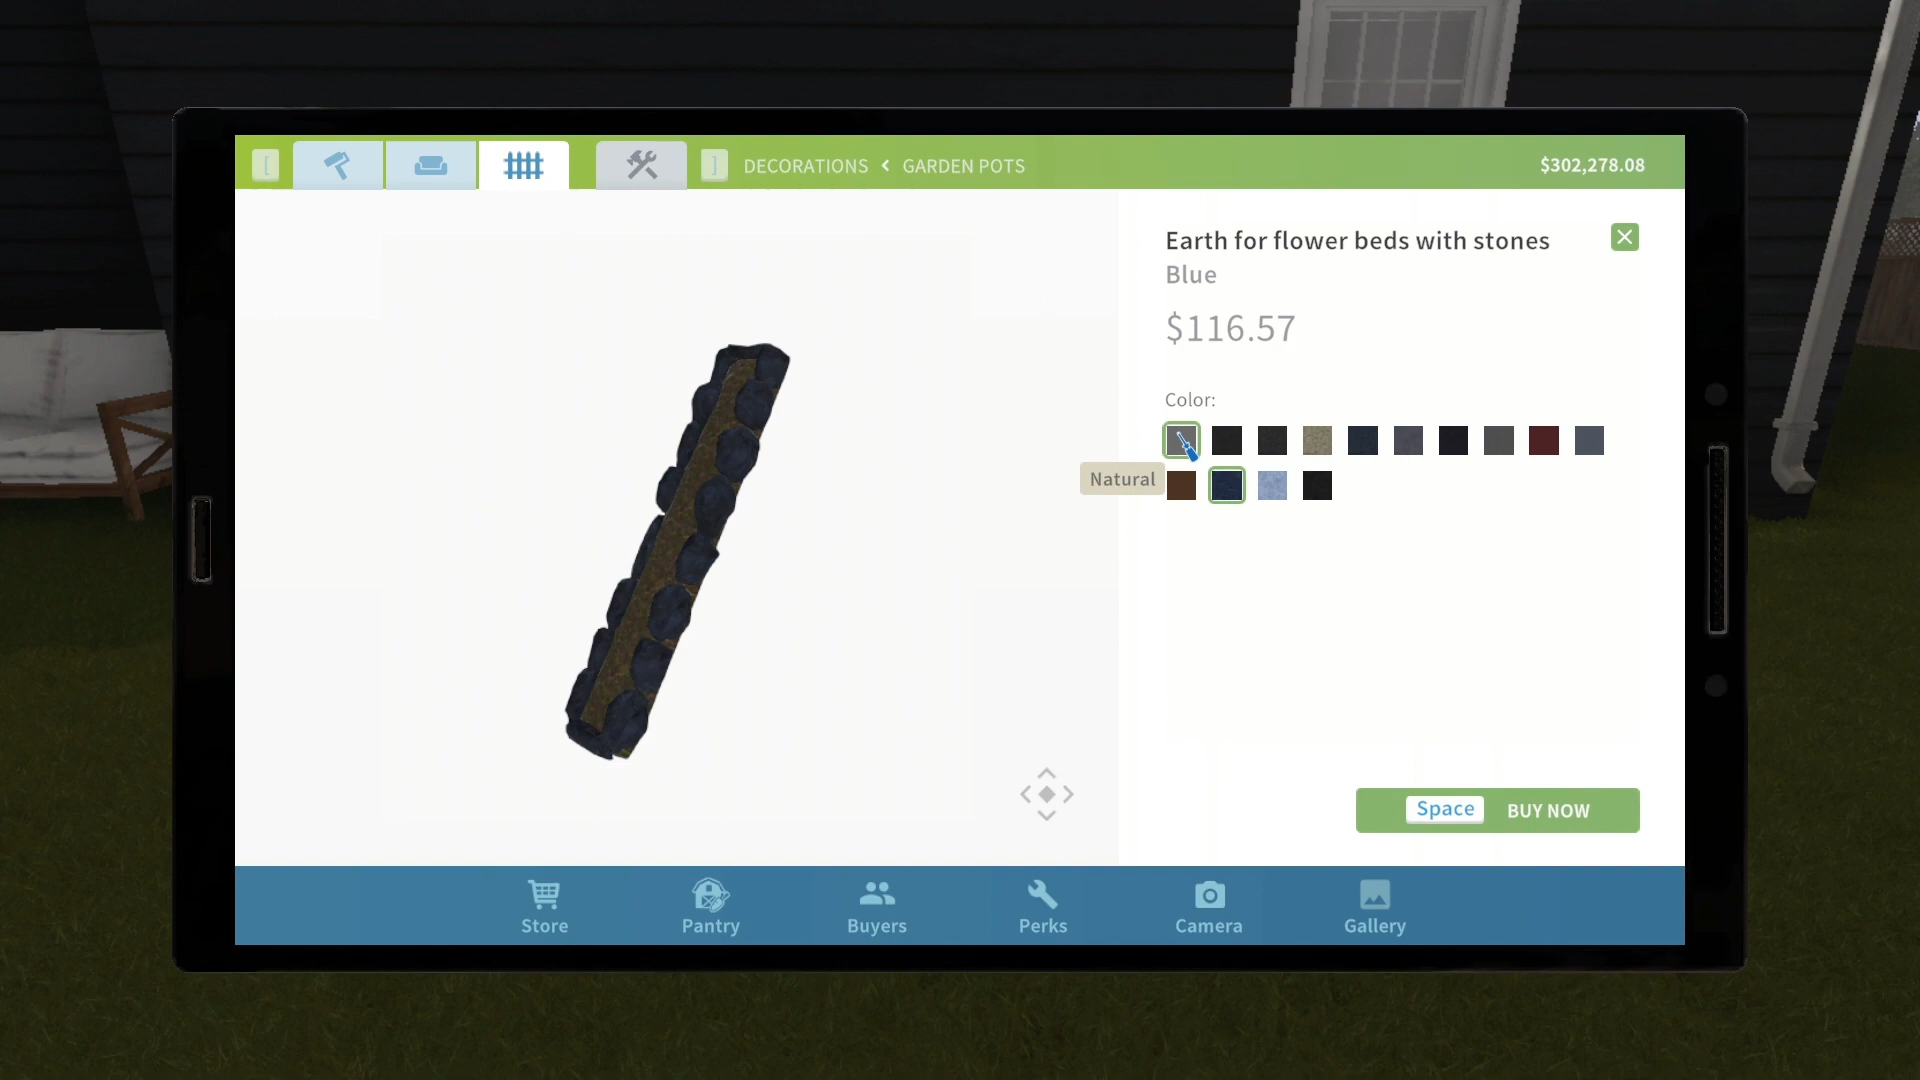 [ ] DECORATIONS < GARDEN POTS $302,278.08
Earth for flower beds with stones
Blue
$116.57
Color:
Natural
Space BUY NOW
Store Pantry Buyers Perks Camera Gallery